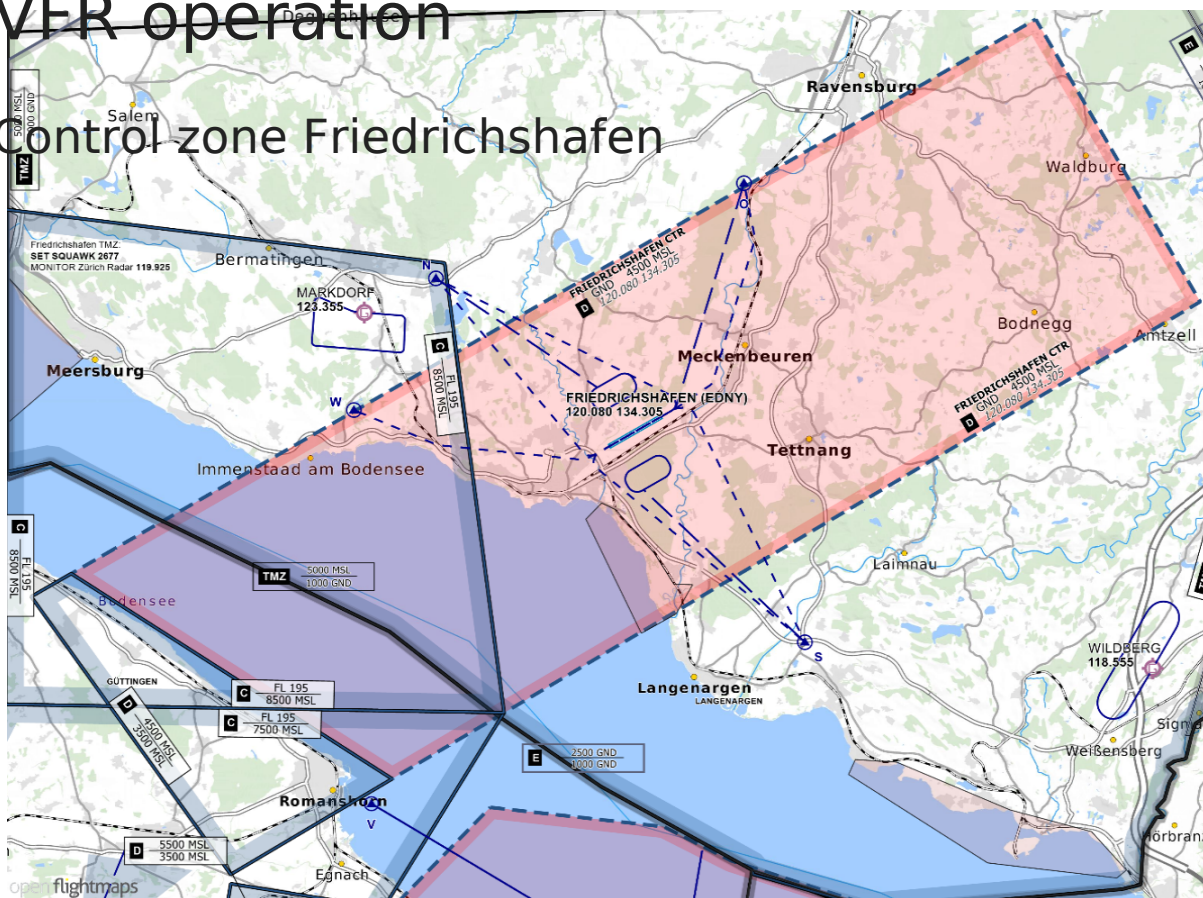 VFR operation
Control zone Friedrichshafen
Ravensburg
Salem
5000 MSL
TMZ
E
Waldburg
O
Friedrichshafen TMZ:
SET SQUAWK 2677
MONITOR Zürich Radar 119.925
Bermatingen
N
FRIEDRICHSHAFEN CTR
D GND 4500 MSL
120.080 134.305
MARKDORF
123.355
Bodnegg
Amtzell
C
FL 195
8500 MSL
Meckenbeuren
Meersburg
FRIEDRICHSHAFEN CTR
D GND 4500 MSL
120.080 134.305
W
FRIEDRICHSHAFEN (EDNY)
120.080 134.305
Tettnang
Immenstaad am Bodensee
C
FL 195
8500 MSL
Laimnau
TMZ
5000 MSL
1000 GND
Bodensee
WILDBERG
118.555
S
GÜTTINGEN
Langenargen
LANGENARGEN
C
FL 195
8500 MSL
C
FL 195
7500 MSL
D
4500 MSL
3500 MSL
E
2500 GND
1000 GND
Weißensberg
Romanshorn
V
D
5500 MSL
3500 MSL
Egnach
openflightmaps